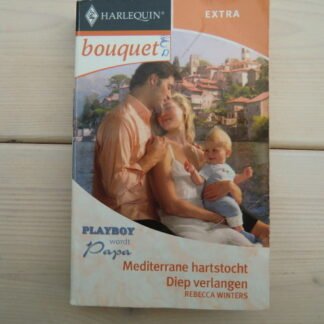 HARLEQUIN®
EXTRA
bouquet
PLAYBOY
wordt
Papa
Mediterrane hartstocht
Diep verlangen
REBECCA WINTERS